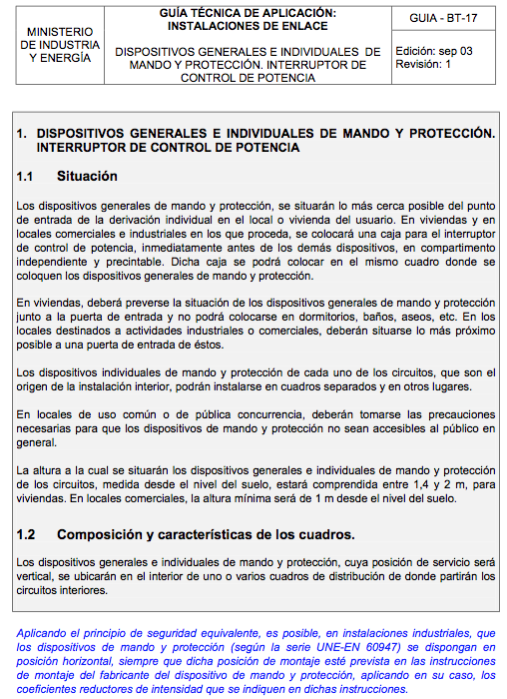 MINISTERIO
DE INDUSTRIA
Y ENERGÍA
GUÍA TÉCNICA DE APLICACIÓN:
INSTALACIONES DE ENLACE
DISPOSITIVOS GENERALES E INDIVIDUALES DE
MANDO Y PROTECCIÓN. INTERRUPTOR DE
CONTROL DE POTENCIA
GUIA - BT-17
Edición: sep 03
Revisión: 1
1. DISPOSITIVOS GENERALES E INDIVIDUALES DE MANDO Y PROTECCIÓN.
INTERRUPTOR DE CONTROL DE POTENCIA
1.1 Situación
Los dispositivos generales de mando y protección, se situarán lo más cerca posible del punto
de entrada de la derivación individual en el local o vivienda del usuario. En viviendas y en
locales comerciales e industriales en los que proceda, se colocará una caja para el interruptor
de control de potencia, inmediatamente antes de los demás dispositivos, en compartimento
independiente y precintable. Dicha caja se podrá colocar en el mismo cuadro donde se
coloquen los dispositivos generales de mando y protección.
En viviendas, deberá preverse la situación de los dispositivos generales de mando y protección
junto a la puerta de entrada y no podrá colocarse en dormitorios, baños, aseos, etc. En los
locales destinados a actividades industriales o comerciales, deberán situarse lo más próximo
posible a una puerta de entrada de éstos.
Los dispositivos individuales de mando y protección de cada uno de los circuitos, que son el
origen de la instalación interior, podrán instalarse en cuadros separados y en otros lugares.
En locales de uso común o de pública concurrencia, deberán tomarse las precauciones
necesarias para que los dispositivos de mando y protección no sean accesibles al público en
general.
La altura a la cual se situarán los dispositivos generales e individuales de mando y protección
de los circuitos, medida desde el nivel del suelo, estará comprendida entre 1,4 y 2 m, para
viviendas. En locales comerciales, la altura mínima será de 1 m desde el nivel del suelo.
1.2 Composición y características de los cuadros.
Los dispositivos generales e individuales de mando y protección, cuya posición de servicio será
vertical, se ubicarán en el interior de uno o varios cuadros de distribución de donde partirán los
circuitos interiores.
Aplicando el principio de seguridad equivalente, es posible, en instalaciones industriales, que
los dispositivos de mando y protección (según la serie UNE-EN 60947) se dispongan en
posición horizontal, siempre que dicha posición de montaje esté prevista en las instrucciones
de montaje del fabricante del dispositivo de mando y protección, aplicando en su caso, los
coeficientes reductores de intensidad que se indiquen en dichas instrucciones.